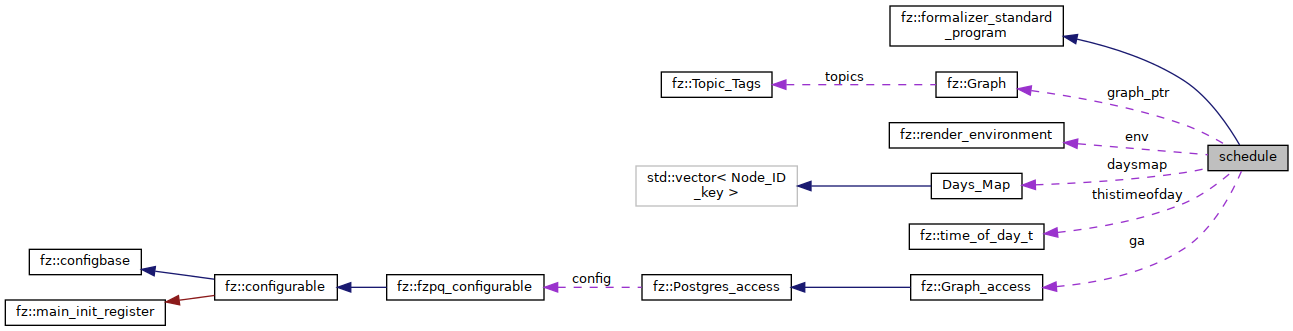 fz::formalizer_standard
_program
fz::Topic_Tags
topics
fz::Graph
graph_ptr
fz::render_environment
env
schedule
std::vector< Node_ID
_key >
Days_Map
daysmap
thistimeofday
fz::time_of_day_t
ga
fz::configbase
fz::configurable
fz::fzpq_configurable
config
fz::Postgres_access
fz::Graph_access
fz::main_init_register